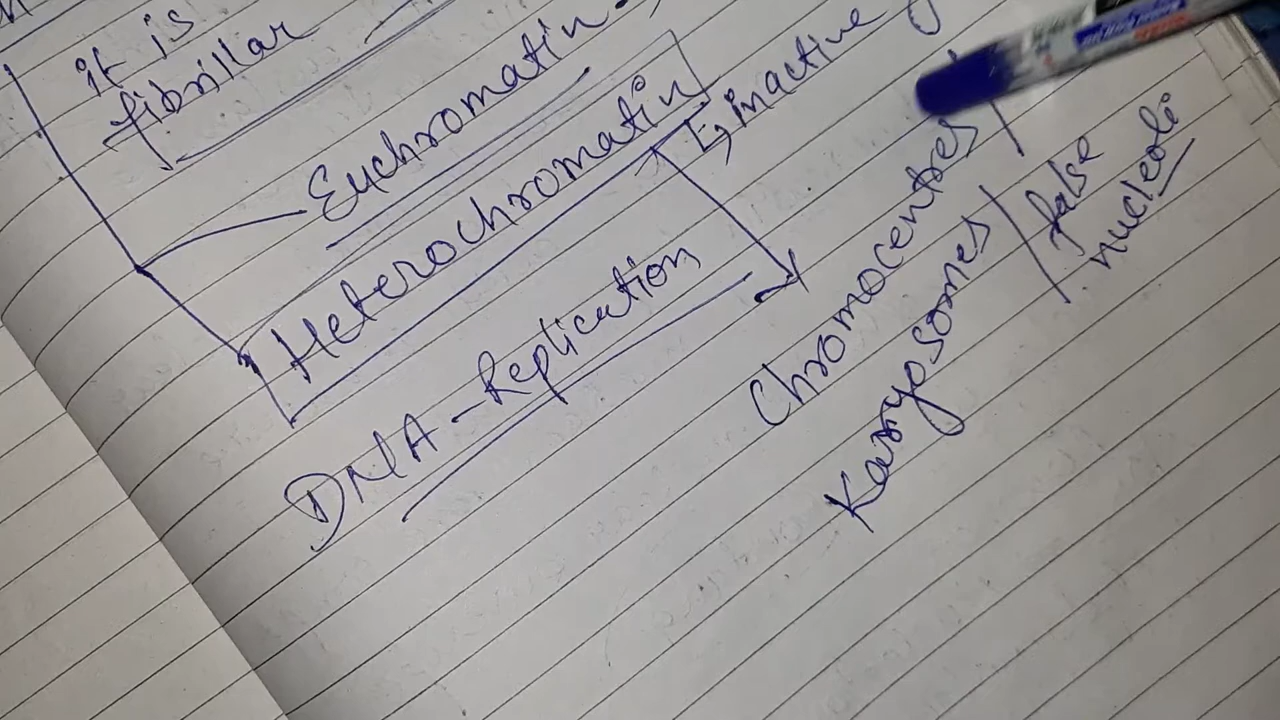 it is
fibrillar
Euchromatin
Heterochromatin
inactive
DNA-Replication
Chromocentres
Karyosomes
false
nucleoli